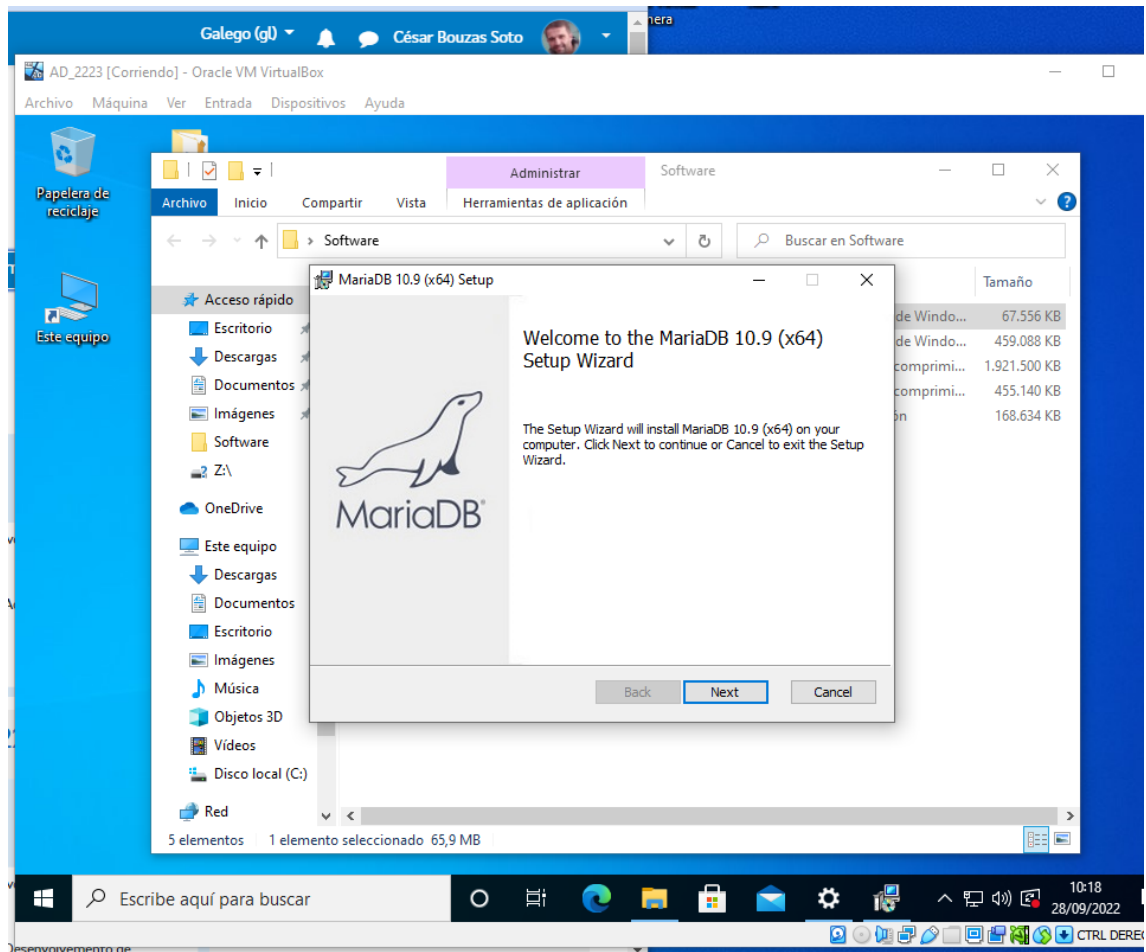 Galego (gl)
César Bouzas Soto
nera
AD_2223 [Corriendo] - Oracle VM VirtualBox
Archivo Máquina Ver Entrada Dispositivos Ayuda
Papelera de
reciclaje
Este equipo
Administrar
Software
Archivo Inicio Compartir Vista Herramientas de aplicación
> Software
Buscar en Software
Tamaño
Acceso rápido
Escritorio
Descargas
Documentos
Imágenes
Software
Z:\
OneDrive
Este equipo
Descargas
Documentos
Escritorio
Imágenes
Música
Objetos 3D
Vídeos
Disco local (C:)
Red
de Windo... 67.556 KB
de Windo... 459.088 KB
comprimi... 1.921.500 KB
comprimi... 455.140 KB
ón 168.634 KB
MariaDB 10.9 (x64) Setup
Welcome to the MariaDB 10.9 (x64)
Setup Wizard
The Setup Wizard will install MariaDB 10.9 (x64) on your
computer. Click Next to continue or Cancel to exit the Setup
Wizard.
MariaDB
Back Next Cancel
5 elementos 1 elemento seleccionado 65,9 MB
Escribe aquí para buscar
10:18
28/09/2022
CTRL DEREC
Desenvolvemento de